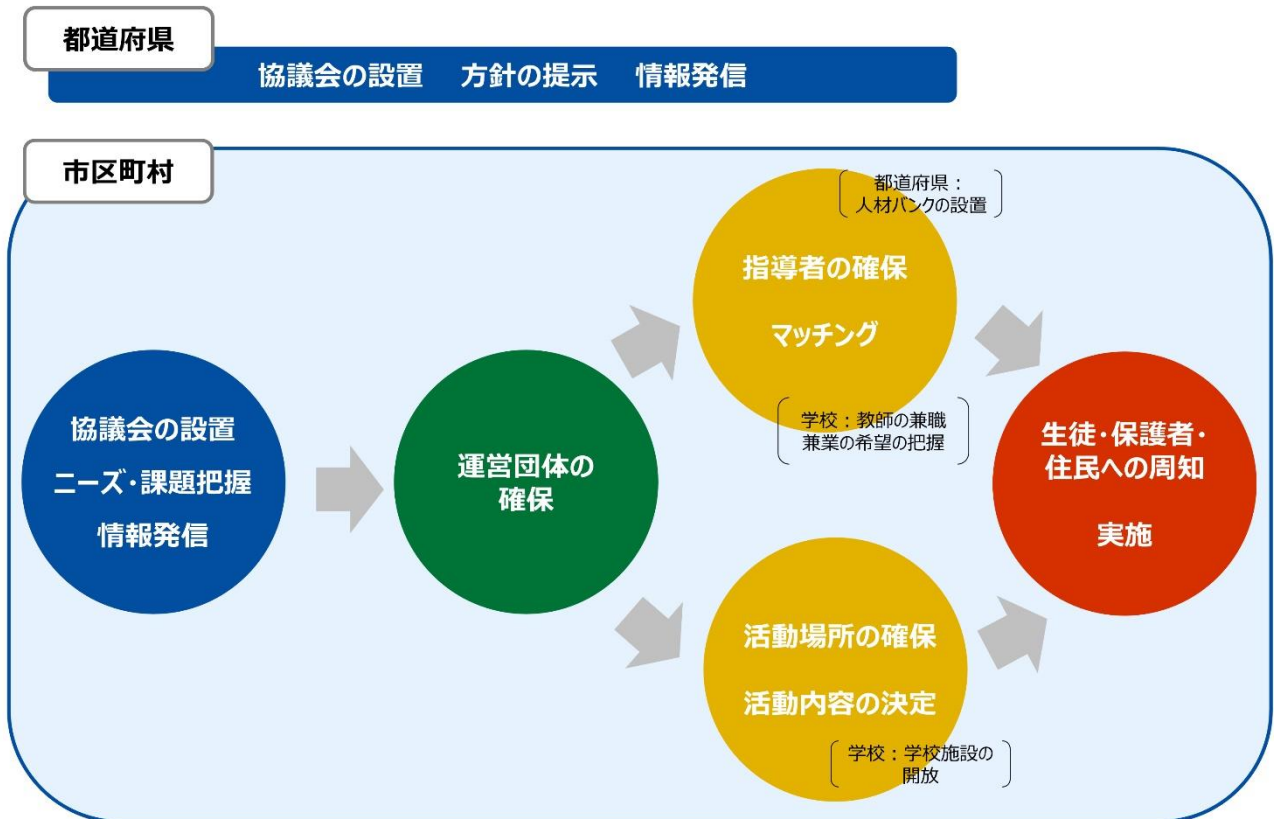 都道府県
協議会の設置 方針の提示 情報発信
市区町村
協議会の設置
ニーズ・課題把握
情報発信
運営団体の
確保
都道府県：
人材バンクの設置
指導者の確保
マッチング
学校：教師の兼職
兼業の希望の把握
活動場所の確保
活動内容の決定
学校：学校施設の
開放
生徒・保護者・
住民への周知
実施